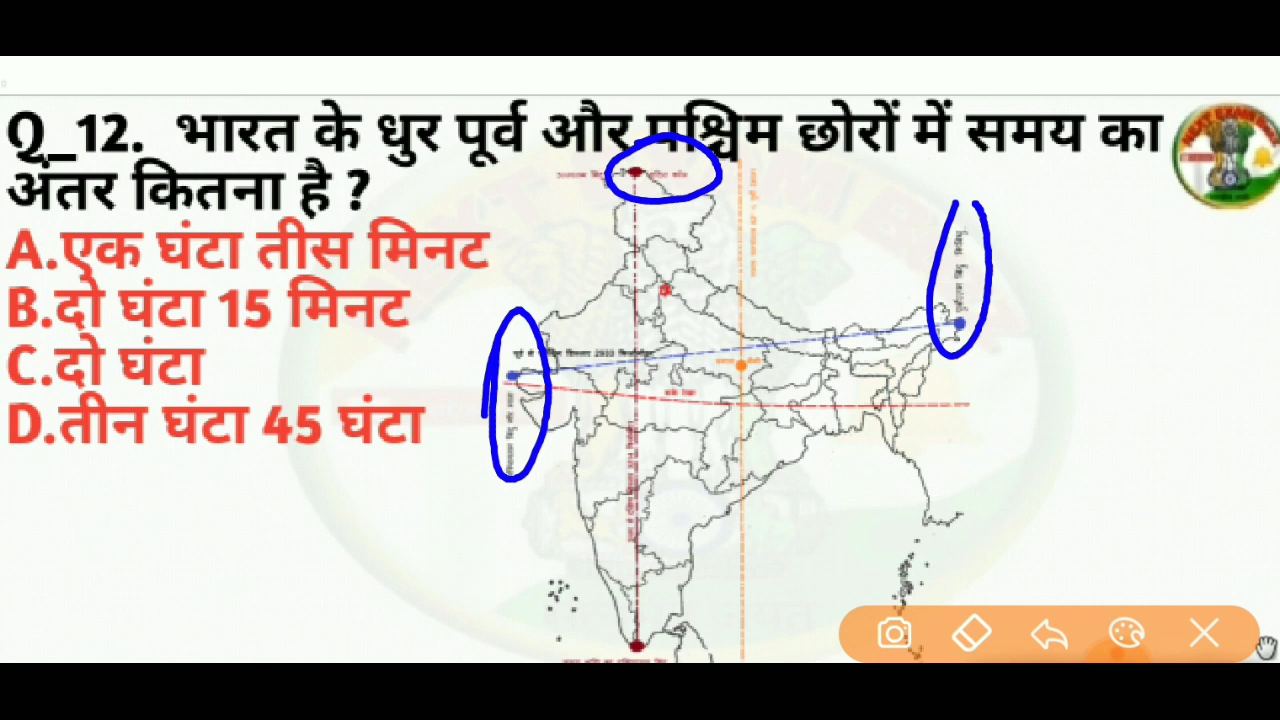 Q_12. भारत के धुर पूर्व और पश्चिम छोरों में समय का
अंतर कितना है ?
A.एक घंटा तीस मिनट
B.दो घंटा 15 मिनट
C.दो घंटा
D.तीन घंटा 45 घंटा